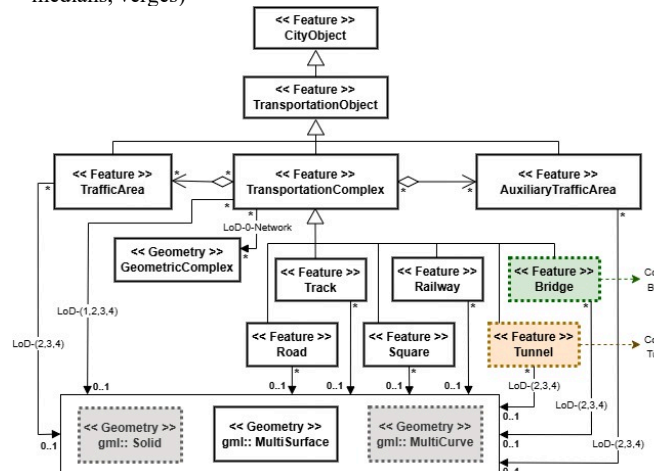 medians, verges)
<< Feature >>
CityObject
<< Feature >>
TransportationObject
<< Feature >>
TrafficArea
<< Feature >>
TransportationComplex
<< Feature >>
AuxiliaryTrafficArea
*
*
*
*
*
*
*
*
*
LoD-0-Network
<< Geometry >>
GeometricComplex
*
<< Feature >>
Track
*
<< Feature >>
Railway
*
<< Feature >>
Bridge
*
Co
B
LoD-(1,2,3,4)
LoD-(2,3,4)
<< Feature >>
Road
*
<< Feature >>
Square
*
<< Feature >>
Tunnel
*
Co
T
0..1
0..1
0..1
0..1
0..1
LoD-(2,3,4)
0..1
LoD-(2,3,4)
<< Geometry >>
gml:: Solid
<< Geometry >>
gml:: MultiSurface
<< Geometry >>
gml:: MultiCurve
0..1
0..1
LoD-(2,3,4)
0..1